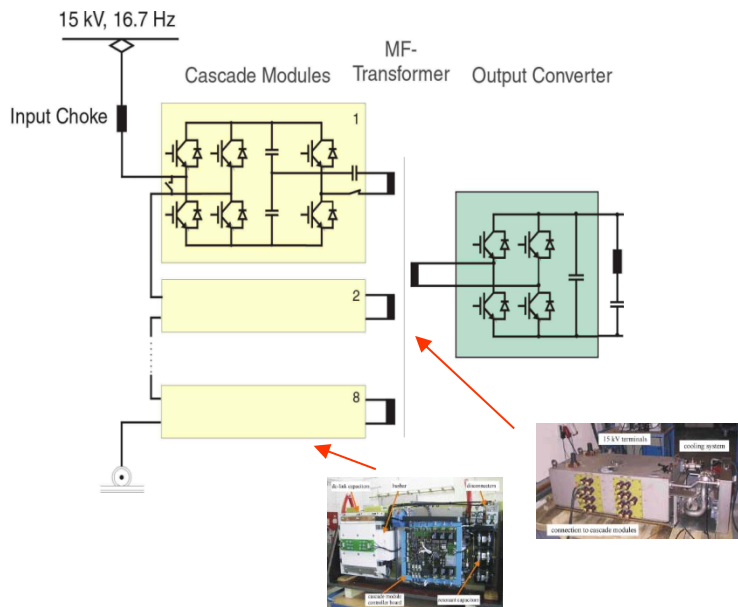 15 kV, 16.7 Hz
MF-
Transformer
Cascade Modules
Output Converter
Input Choke
1
2
8
15 kV terminals
cooling system
connection to cascade modules
dc-link capacitors
busbar
disconnectors
cascade module
controller board
resonant capacitors